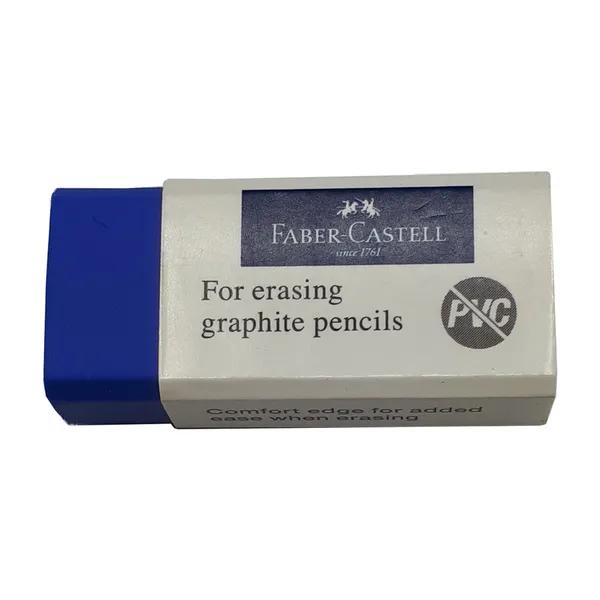 FABER-CASTELL
since 1761
For erasing
graphite pencils
PVC
Comfort edge for added
ease when erasing